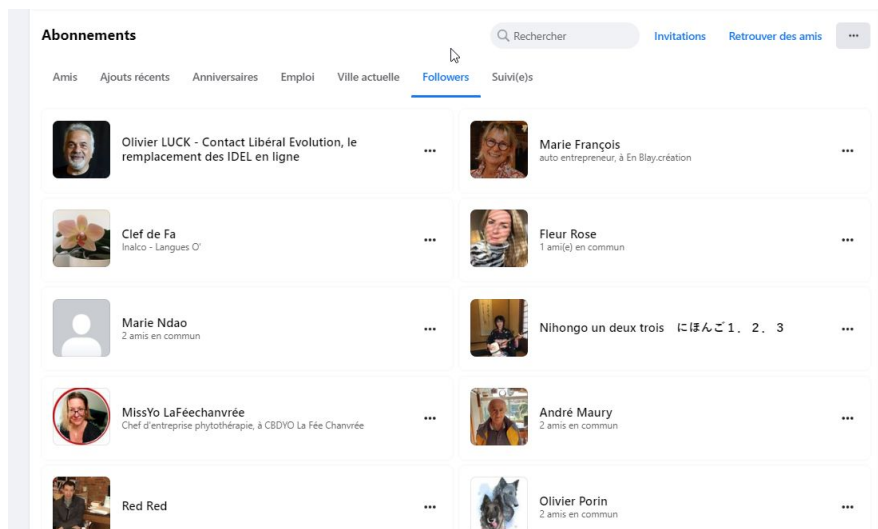 Abonnements
Rechercher
Invitations
Retrouver des amis
Amis
Ajouts récents
Anniversaires
Emploi
Ville actuelle
Followers
Suivi(e)s
Olivier LUCK - Contact Libéral Evolution, le
remplacement des IDEL en ligne
Marie François
auto entrepreneur, à En Blay.création
Clef de Fa
Inalco - Langues O'
Fleur Rose
1 ami(e) en commun
Marie Ndao
2 amis en commun
Nihongo un deux trois　にほんご１．２．３
MissYo LaFéechanvrée
Chef d'entreprise phytothérapie, à CBDYO La Fée Chanvrée
André Maury
2 amis en commun
Red Red
Olivier Porin
2 amis en commun